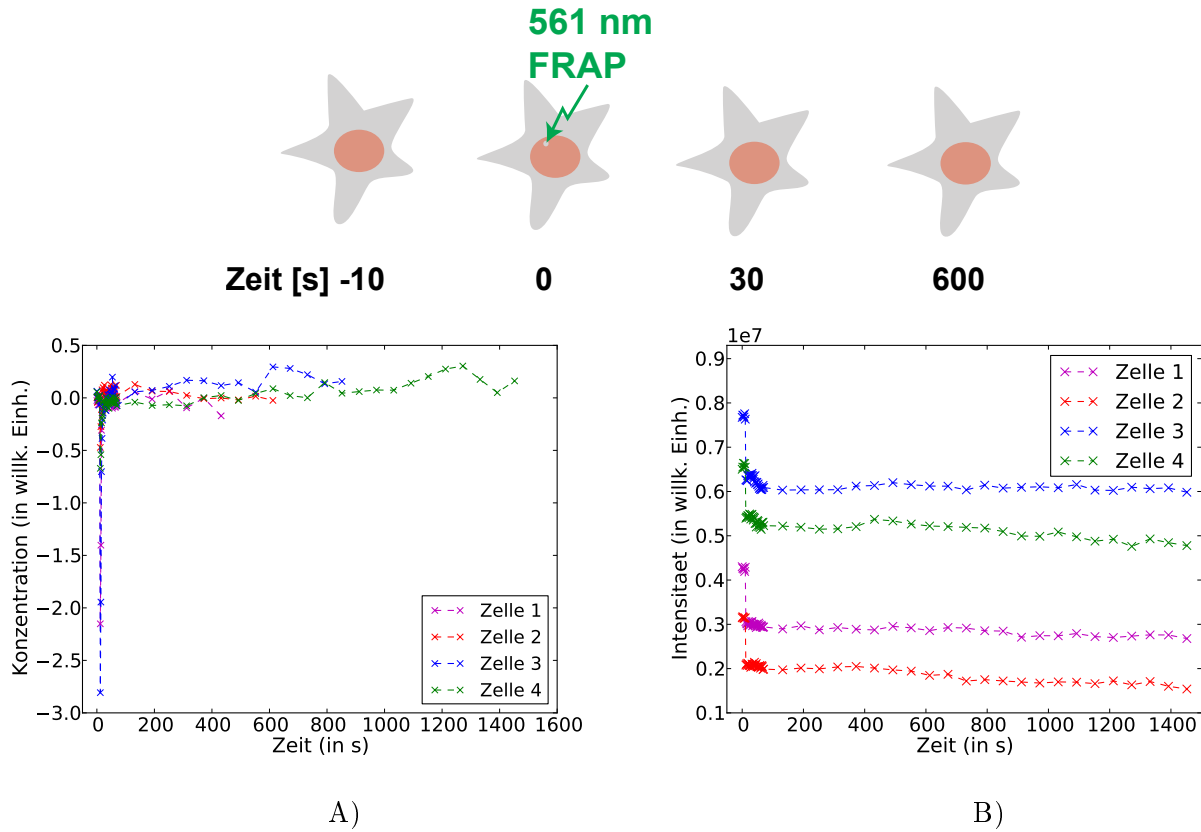 561 nm
FRAP
Zeit [s] -10 0 30 600
0.5
0.0
−0.5
−1.0
−1.5
−2.0
−2.5
−3.0
Konzentration (in willk. Einh.)
Zelle 1
Zelle 2
Zelle 3
Zelle 4
0 200 400 600 800 1000 1200 1400 1600
Zeit (in s)
A)
1e7
0.9
0.8
0.7
0.6
0.5
0.4
0.3
0.2
0.1
Intensitaet (in willk. Einh.)
Zelle 1
Zelle 2
Zelle 3
Zelle 4
0 200 400 600 800 1000 1200 1400
Zeit (in s)
B)